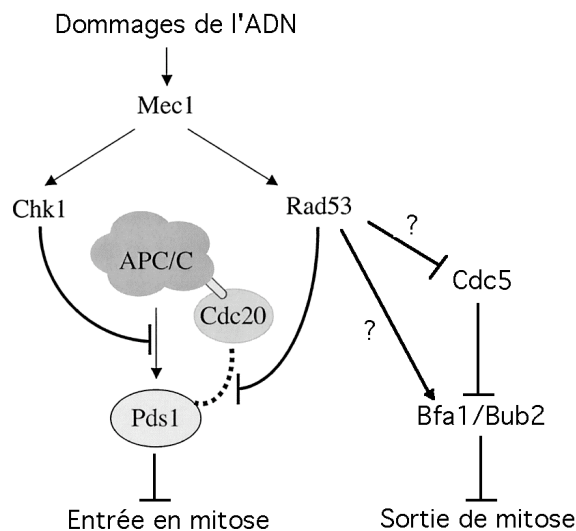 Dommages de l'ADN
Mec1
Chk1
Rad53
?
APC/C
Cdc5
Cdc20
?
Pds1
Bfa1/Bub2
Entrée en mitose
Sortie de mitose